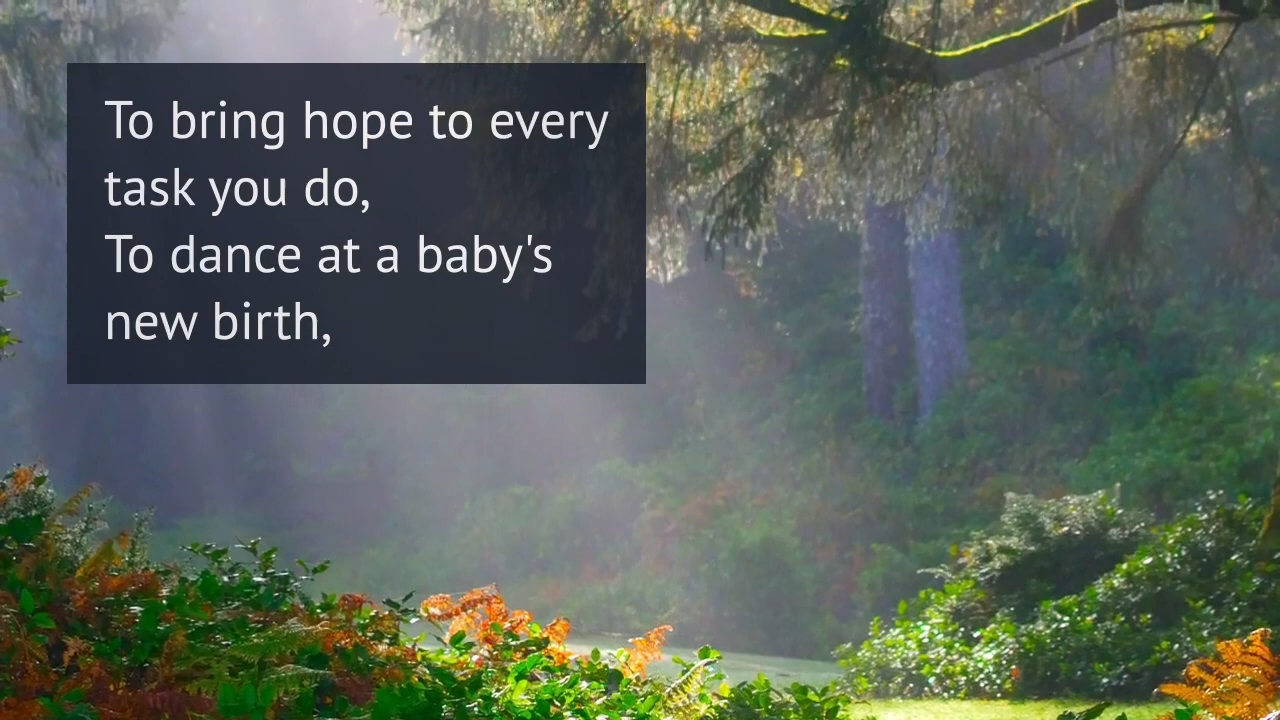 To bring hope to every
task you do,
To dance at a baby's
new birth,